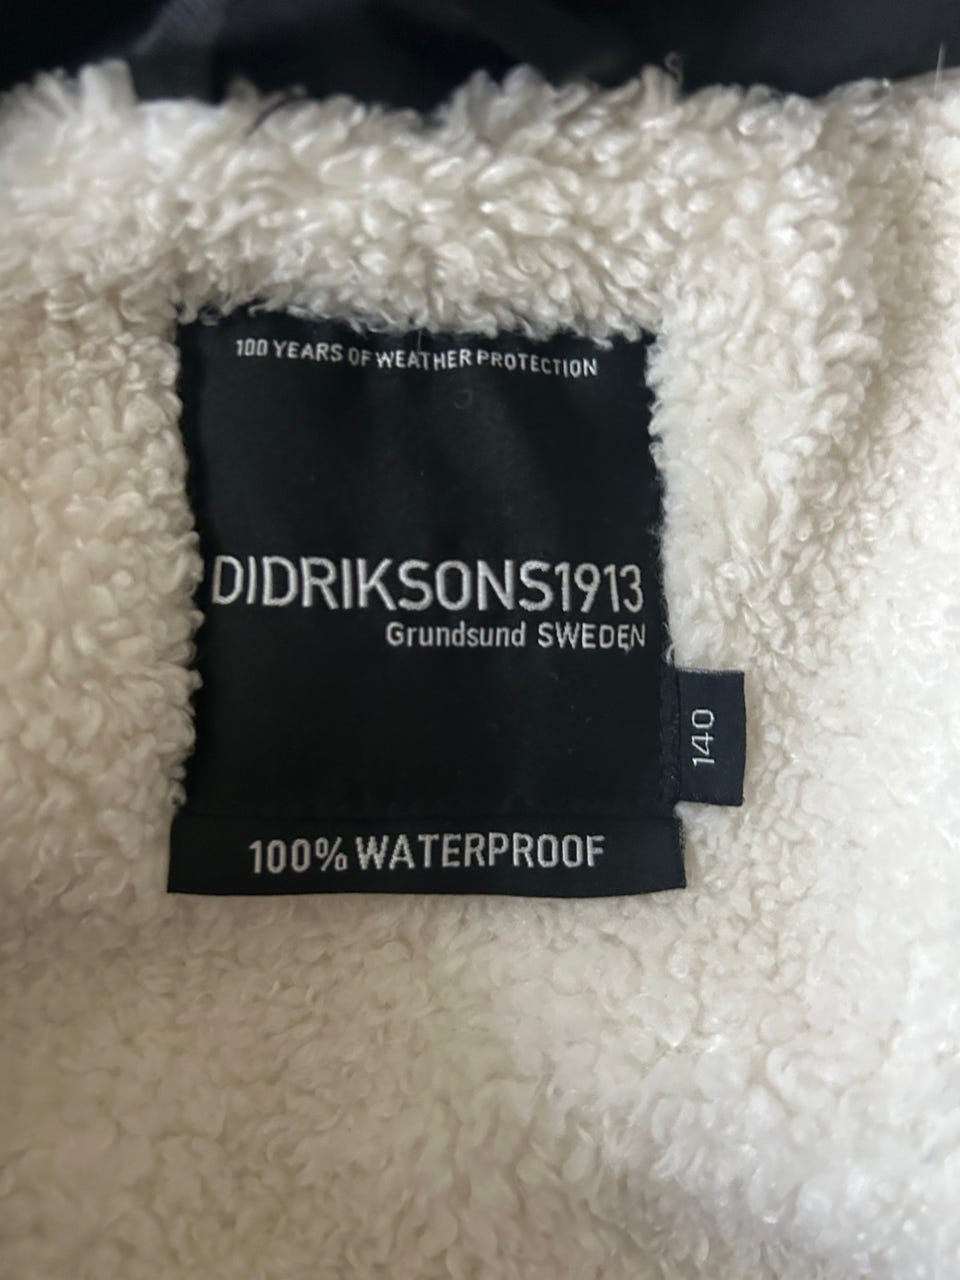 100 YEARS OF WEATHER PROTECTION
DIDRIKSONS1913
Grundsund SWEDEN
140
100% WATERPROOF